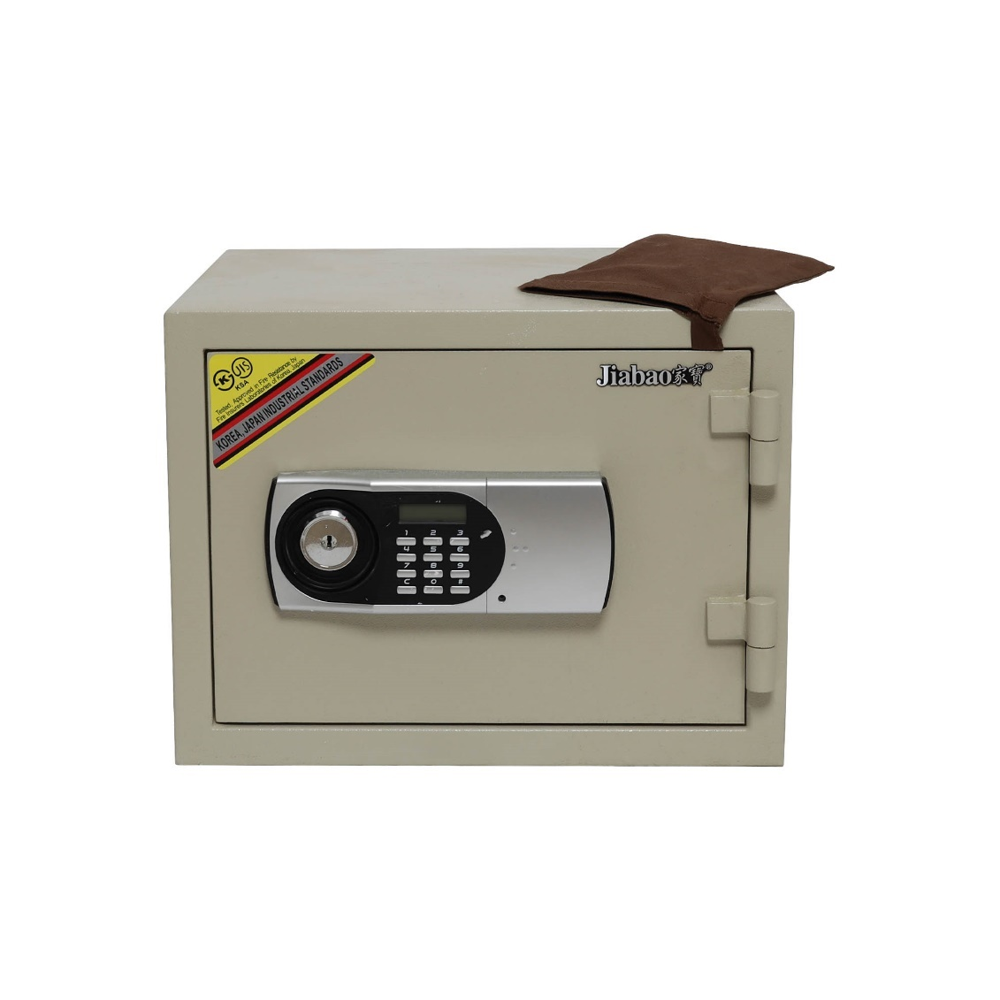 JIS
K
KSA
Tested, Approved in Fire Resistance by
Fire Insurers Laboratories of Korea, Japan
KOREA, JAPAN INDUSTRIAL STANDARDS
Jiabao家寶®
1 2 3
4 5 6
7 8 9
C 0 #